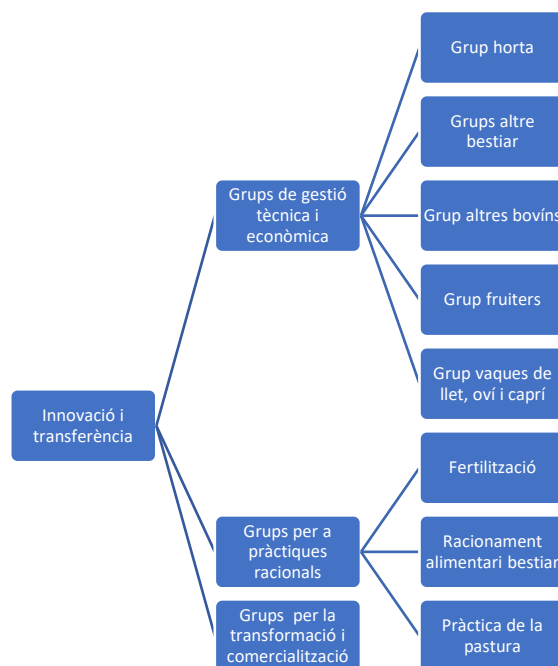 Grup horta
Grups altre
bestiar
Grups de gestió
tècnica i
econòmica
Grup altres bovíns
Grup fruiters
Grup vaques de
llet, oví i caprí
Innovació i
transferència
Fertilització
Grups per a
pràctiques
racionals
Racionament
alimentari bestiar
Grups  per la
transformació i
comercialització
Pràctica de la
pastura